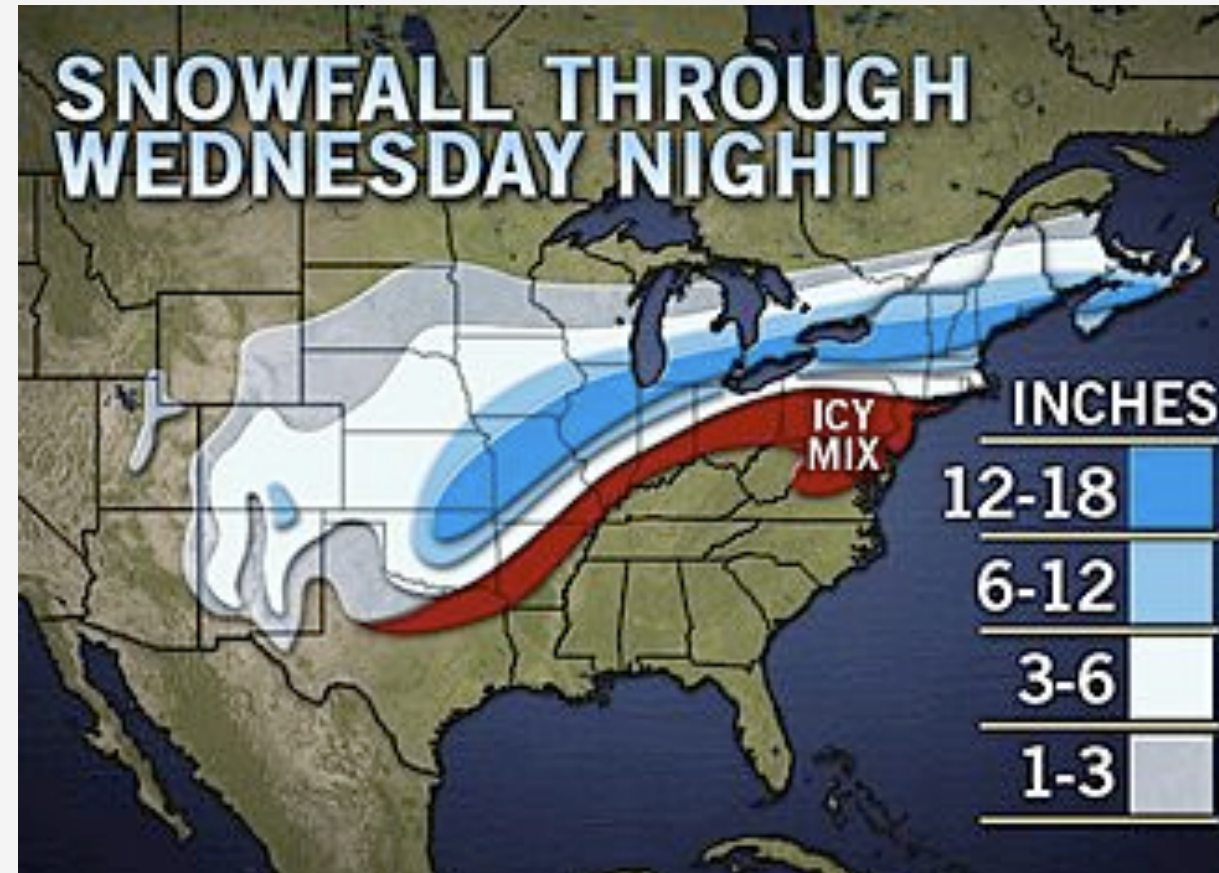 SNOWFALL THROUGH
WEDNESDAY NIGHT
ICY
MIX
INCHES
12-18
6-12
3-6
1-3